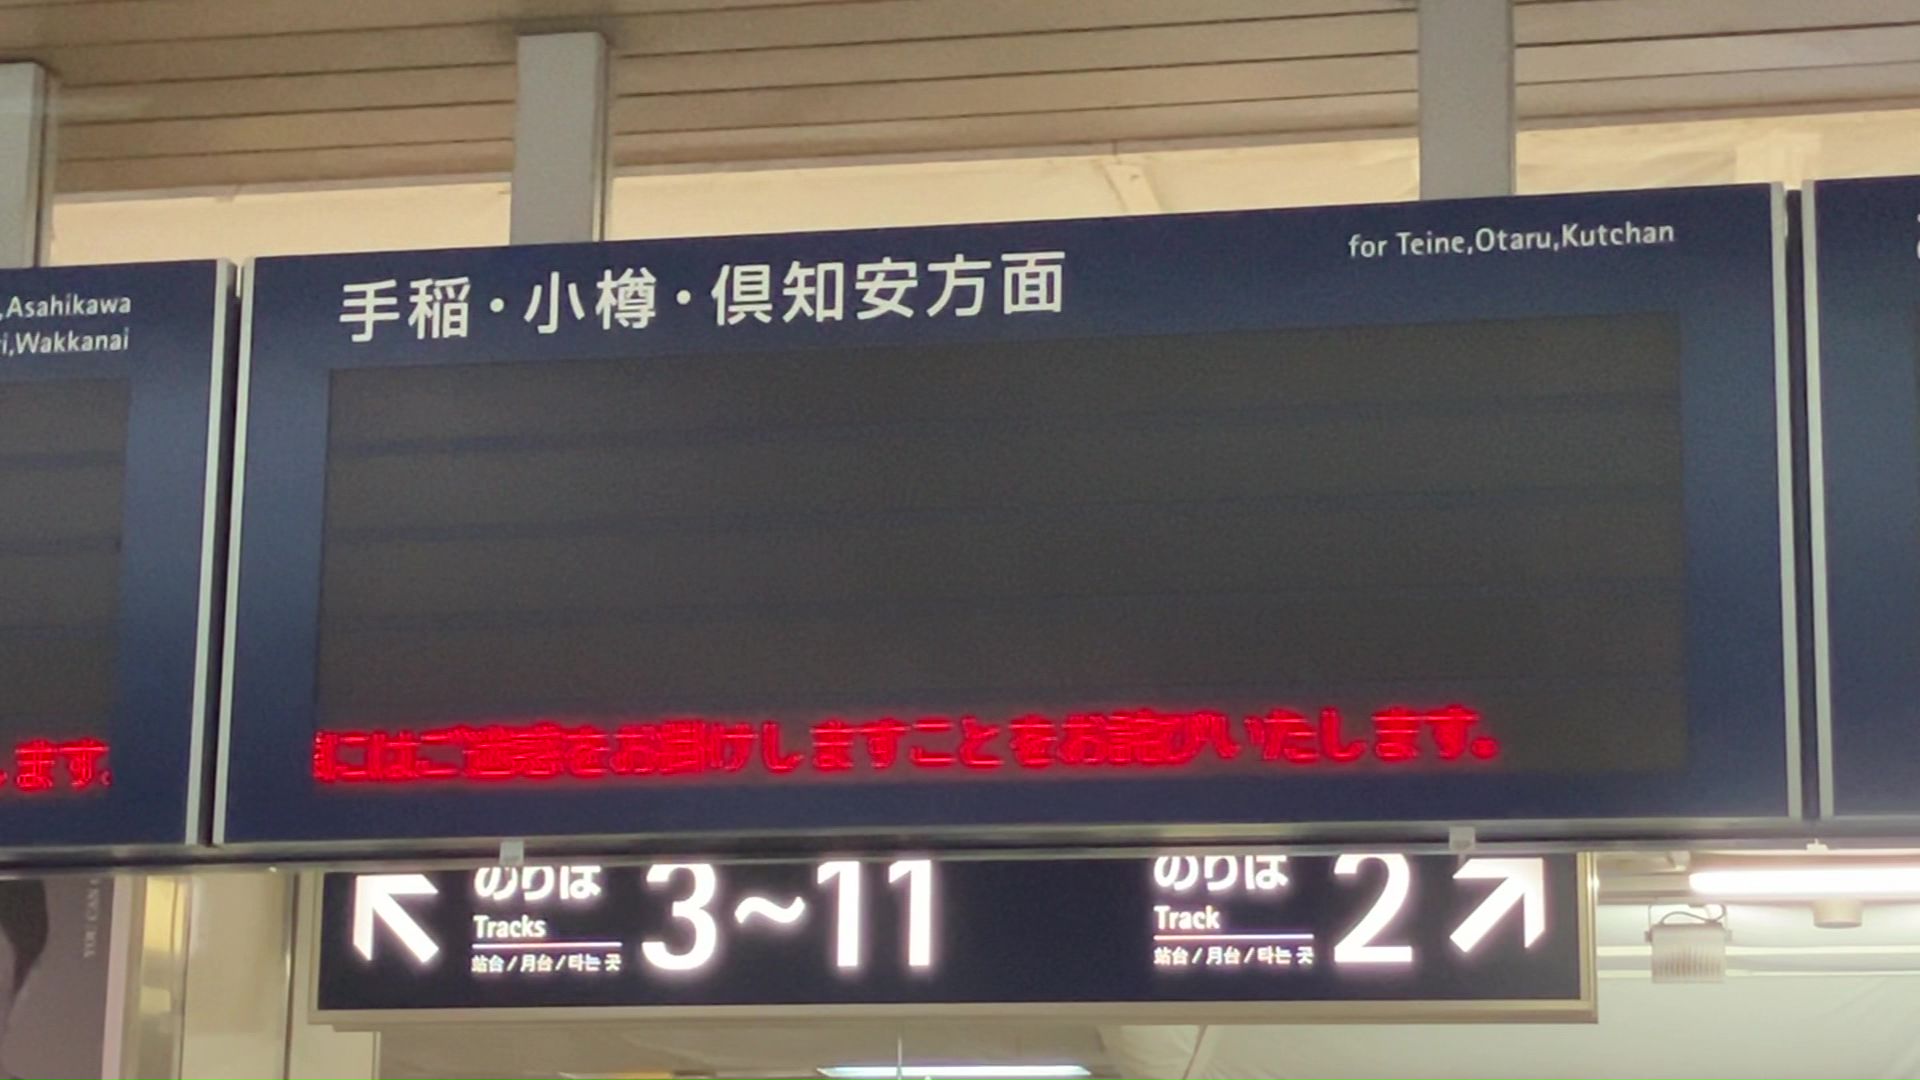 ,Asahikawa
i,Wakkanai
手稲・小樽・倶知安方面
for Teine,Otaru,Kutchan
します。
にはご迷惑をお掛けしますことをお詫びいたします。
のりば
Tracks
站台/月台/타는 곳
3~11
のりば
Track
站台/月台/타는 곳
2